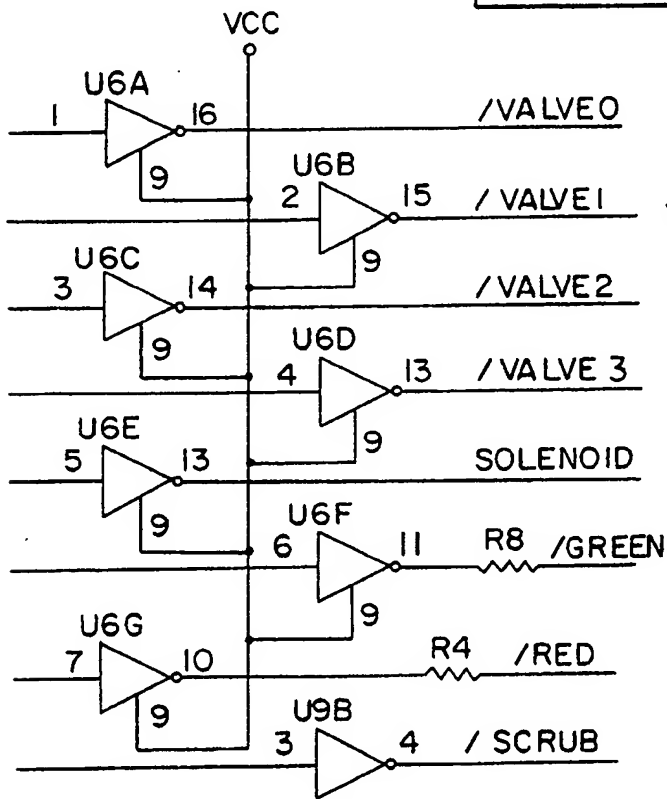 VCC
U6A
1 16 /VALVE0
9
U6B
2 15 /VALVE1
9
U6C
3 14 /VALVE2
9
U6D
4 13 /VALVE 3
9
U6E
5 13 SOLENOID
9
U6F
6 11 R8 /GREEN
9
U6G
7 10 R4 /RED
9
U9B
3 4 / SCRUB